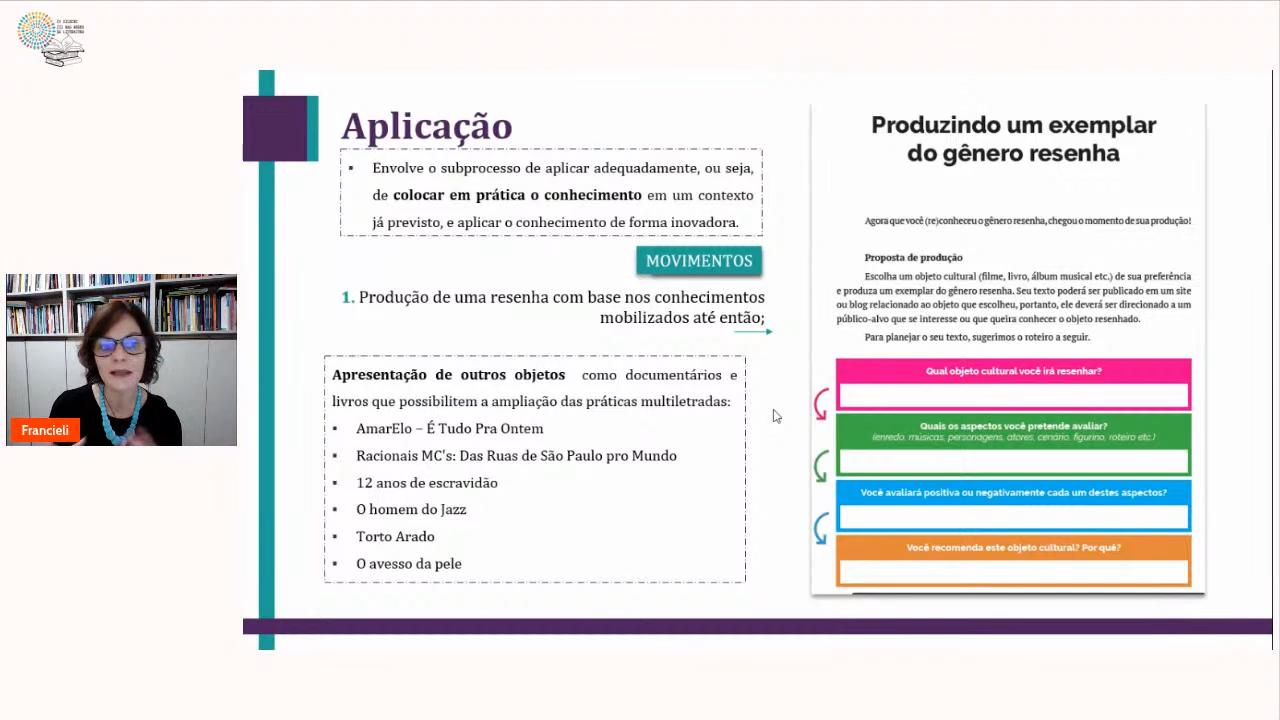 Aplicação
▪ Envolve o subprocesso de aplicar adequadamente, ou seja,
de colocar em prática o conhecimento em um contexto
já previsto, e aplicar o conhecimento de forma inovadora.
MOVIMENTOS
1. Produção de uma resenha com base nos conhecimentos
mobilizados até então;
Apresentação de outros objetos como documentários e
livros que possibilitem a ampliação das práticas multiletradas:
▪ AmarElo – É Tudo Pra Ontem
▪ Racionais MC's: Das Ruas de São Paulo pro Mundo
▪ 12 anos de escravidão
▪ O homem do Jazz
▪ Torto Arado
▪ O avesso da pele
Produzindo um exemplar
do gênero resenha
Agora que você (re)conheceu o gênero resenha, chegou o momento de sua produção!
Proposta de produção
Escolha um objeto cultural (filme, livro, álbum musical etc.) de sua preferência
e produza um exemplar do gênero resenha. Seu texto poderá ser publicado em um site
ou blog relacionado ao objeto que escolheu, portanto, ele deverá ser direcionado a um
público-alvo que se interesse ou que queira conhecer o objeto resenhado.
Para planejar o seu texto, sugerimos o roteiro a seguir.
Qual objeto cultural você irá resenhar?
Quais os aspectos você pretende avaliar?
(enredo, músicas, personagens, atores, cenário, figurino, roteiro etc.)
Você avaliará positiva ou negativamente cada um destes aspectos?
Você recomenda este objeto cultural? Por quê?
Francieli